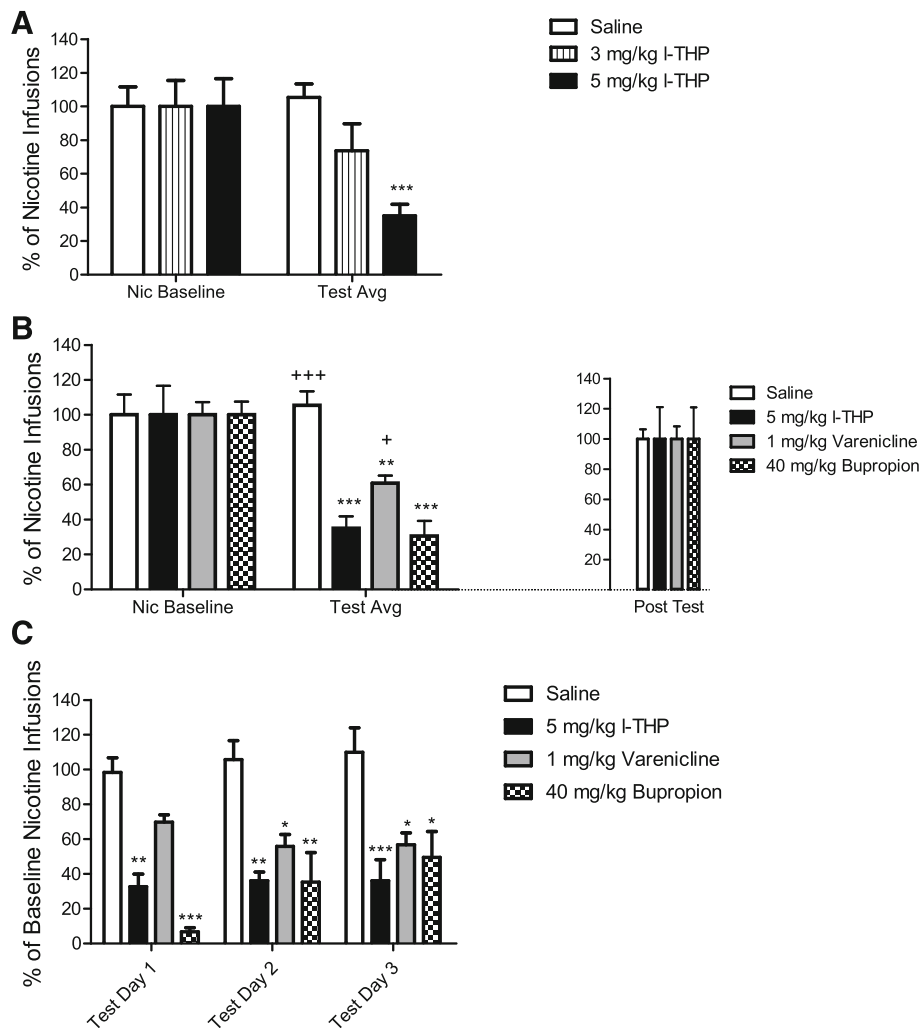 A
Saline
3 mg/kg l-THP
5 mg/kg l-THP
% of Nicotine Infusions
140
120
100
80
60
40
20
0
***
Nic Baseline
Test Avg
B
% of Nicotine Infusions
140
120
100
80
60
40
20
0
+++
***
+
**
***
Nic Baseline
Test Avg
140
120
100
80
60
40
20
Post Test
Saline
5 mg/kg l-THP
1 mg/kg Varenicline
40 mg/kg Bupropion
C
% of Baseline Nicotine Infusions
140
120
100
80
60
40
20
0
**
***
**
*
**
***
*
*
Test Day 1
Test Day 2
Test Day 3
Saline
5 mg/kg l-THP
1 mg/kg Varenicline
40 mg/kg Bupropion